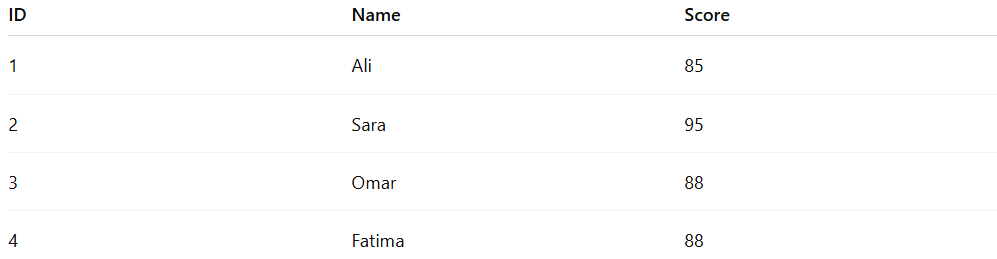 ID Name Score
1 Ali 85
2 Sara 95
3 Omar 88
4 Fatima 88